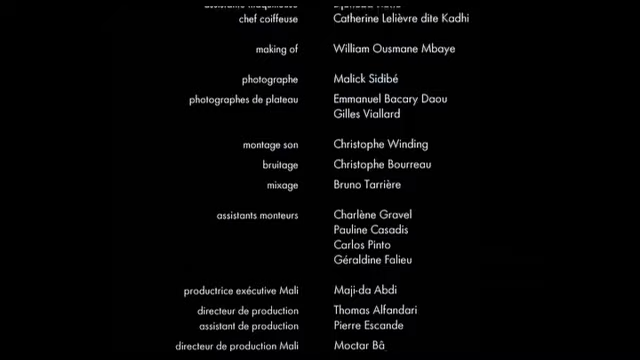 chef coiffeuse Catherine Lelièvre dite Kadhi
making of William Ousmane Mbaye
photographe Malick Sidibé
photographes de plateau Emmanuel Bacary Daou
Gilles Viallard
montage son Christophe Winding
bruitage Christophe Bourreau
mixage Bruno Tarrière
assistants monteurs Charlène Gravel
Pauline Casadis
Carlos Pinto
Géraldine Falieu
productrice exécutive Mali Maji-da Abdi
directeur de production Thomas Alfandari
assistant de production Pierre Escande
directeur de production Mali Moctar Bâ